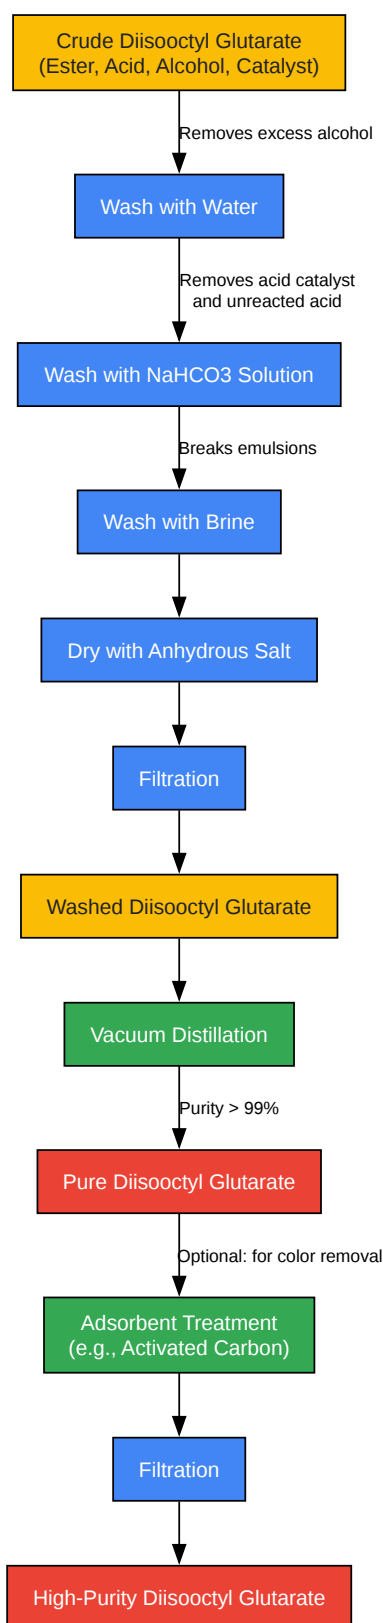 Crude Diisooctyl Glutarate
(Ester, Acid, Alcohol, Catalyst)
Removes excess alcohol
Wash with Water
Removes acid catalyst
and unreacted acid
Wash with NaHCO3 Solution
Breaks emulsions
Wash with Brine
Dry with Anhydrous Salt
Filtration
Washed Diisooctyl Glutarate
Vacuum Distillation
Purity > 99%
Pure Diisooctyl Glutarate
Optional: for color removal
Adsorbent Treatment
(e.g., Activated Carbon)
Filtration
High-Purity Diisooctyl Glutarate